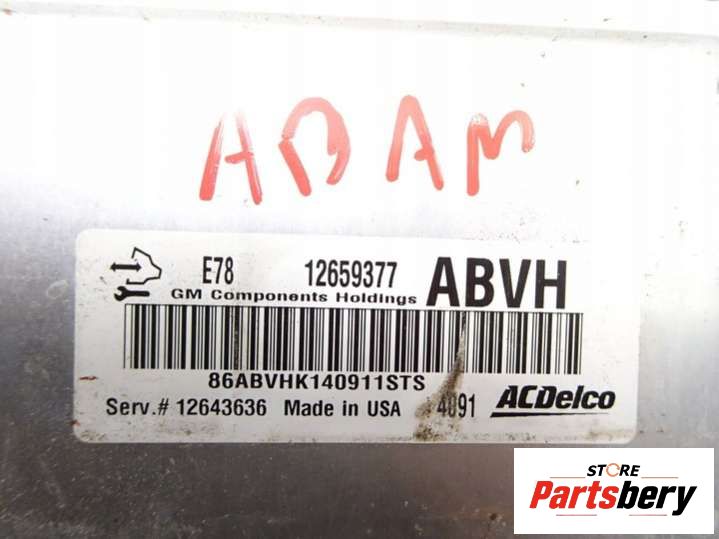 ADAM
E78 12659377 ABVH
GM Components Holdings
86ABVHK140911STS
Serv.# 12643636 Made in USA 4091 ACDelco
STORE
Partsbery